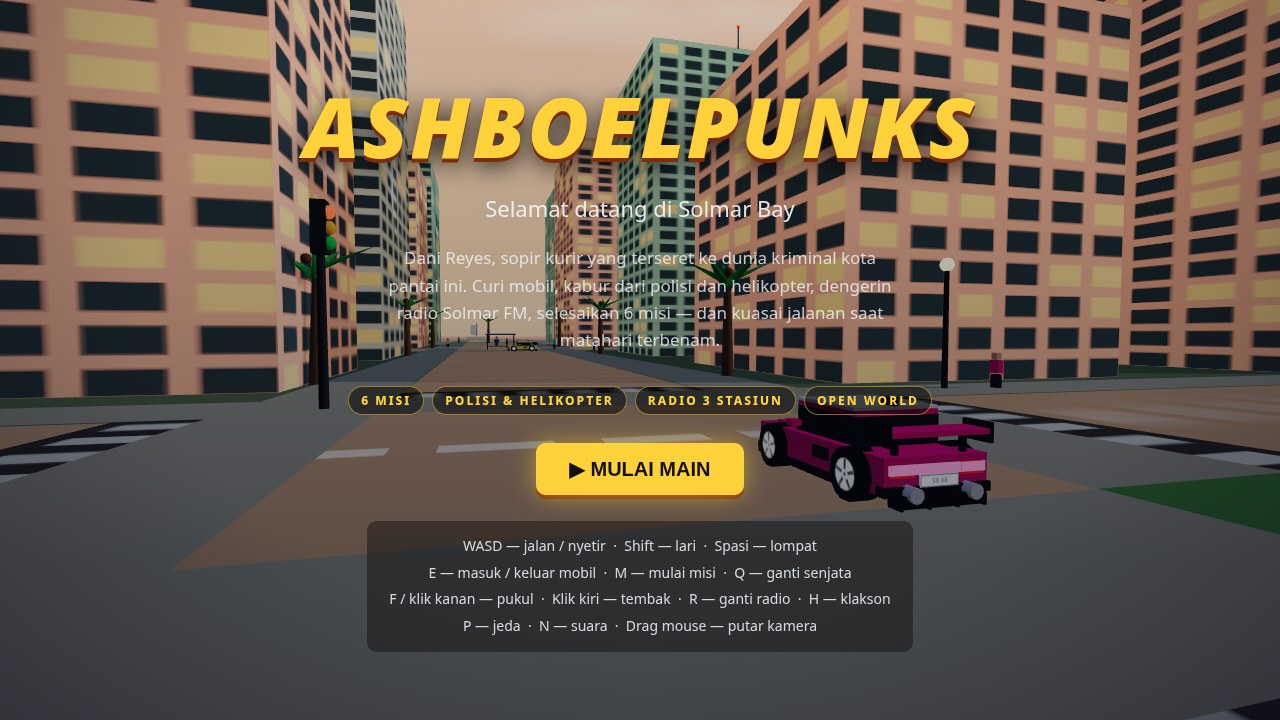 ASHBOELPUNKS
Selamat datang di Solmar Bay
Dani Reyes, sopir kurir yang terseret ke dunia kriminal kota
pantai ini. Curi mobil, kabur dari polisi dan helikopter, dengerin
radio Solmar FM, selesaikan 6 misi — dan kuasai jalanan saat
matahari terbenam.
6 MISI POLISI & HELIKOPTER RADIO 3 STASIUN OPEN WORLD
▶ MULAI MAIN
WASD — jalan / nyetir · Shift — lari · Spasi — lompat
E — masuk / keluar mobil · M — mulai misi · Q — ganti senjata
F / klik kanan — pukul · Klik kiri — tembak · R — ganti radio · H — klakson
P — jeda · N — suara · Drag mouse — putar kamera